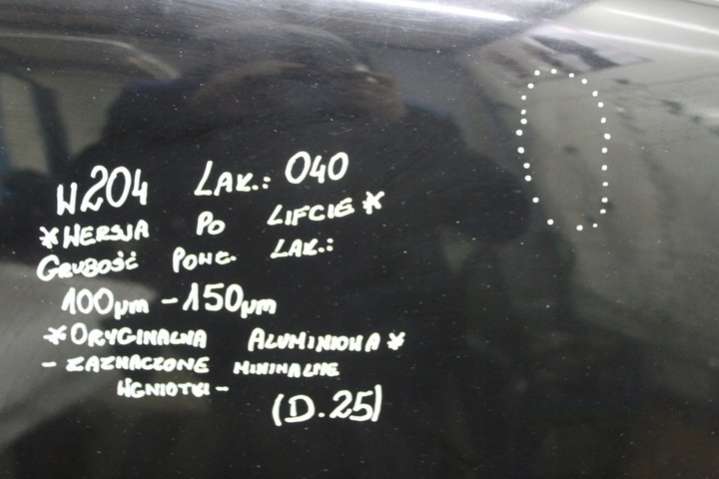 W204 LAK.: 040
*WERSJA PO LIFCIE*
GRUBOŚĆ POWŁ. LAK.:
100µm - 150µm
*ORYGINALNA ALUMINIOWA*
- ZAZNACZONE MINIMALNE
WGNIOTKI -
(D.25)